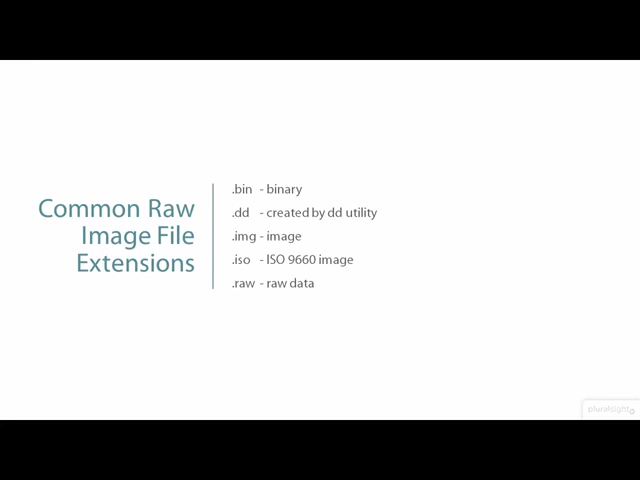 Common Raw
Image File
Extensions
.bin - binary
.dd - created by dd utility
.img - image
.iso - ISO 9660 image
.raw - raw data
pluralsight